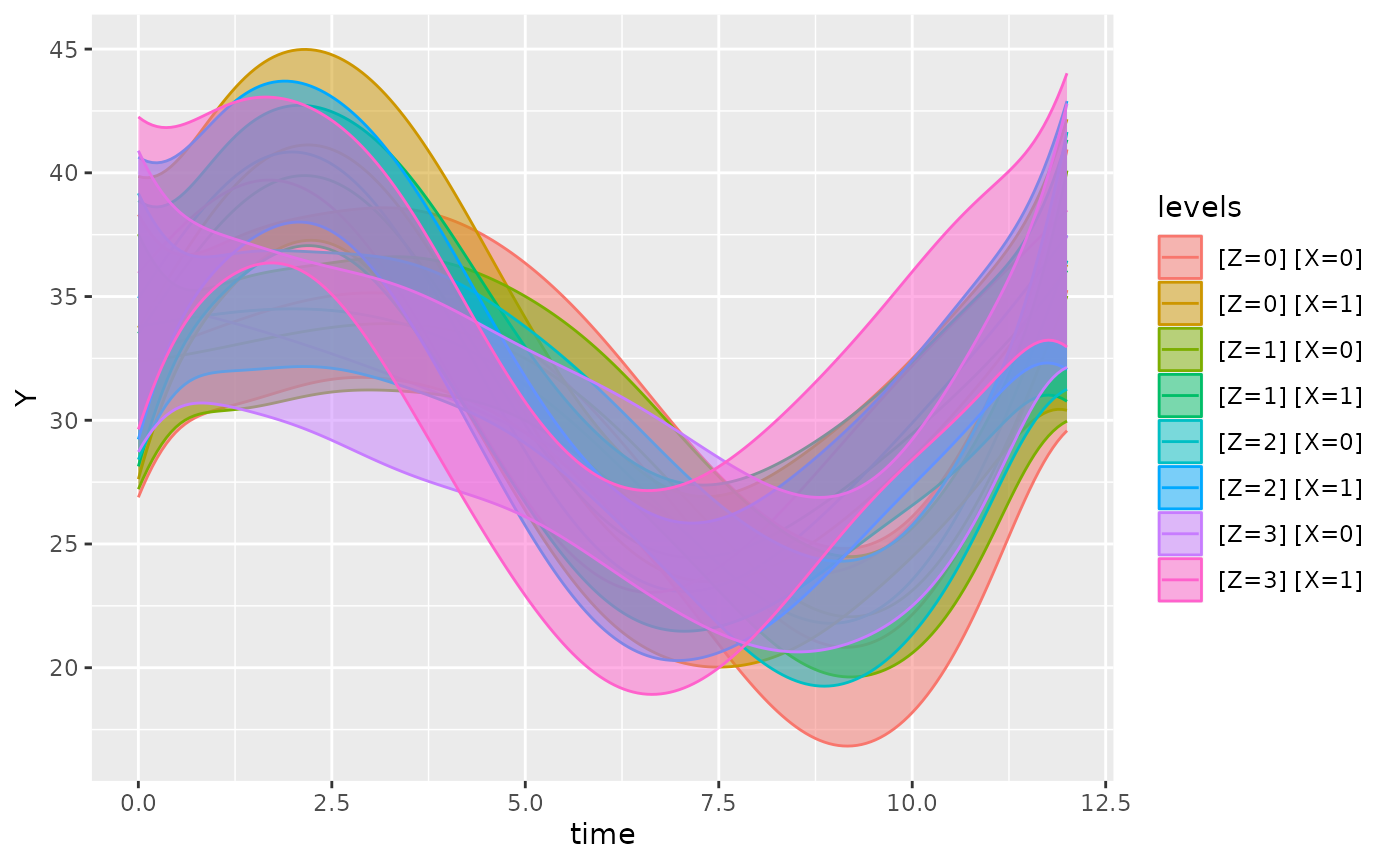 45
40
35
30
25
20
Y
0.0 2.5 5.0 7.5 10.0 12.5
time
levels
[Z=0] [X=0]
[Z=0] [X=1]
[Z=1] [X=0]
[Z=1] [X=1]
[Z=2] [X=0]
[Z=2] [X=1]
[Z=3] [X=0]
[Z=3] [X=1]